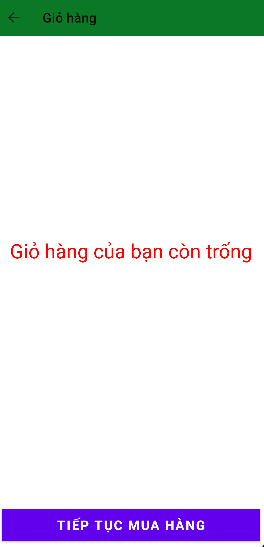 Giỏ hàng
Giỏ hàng của bạn còn trống
TIẾP TỤC MUA HÀNG